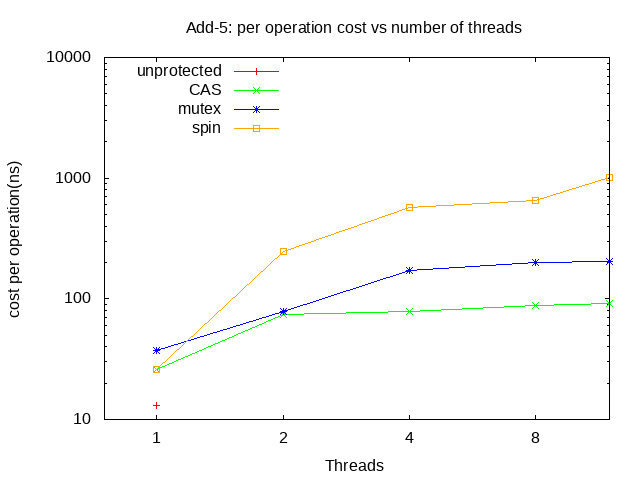 Add-5: per operation cost vs number of threads
10000
1000
100
10
cost per operation(ns)
unprotected
CAS
mutex
spin
1 2 4 8
Threads